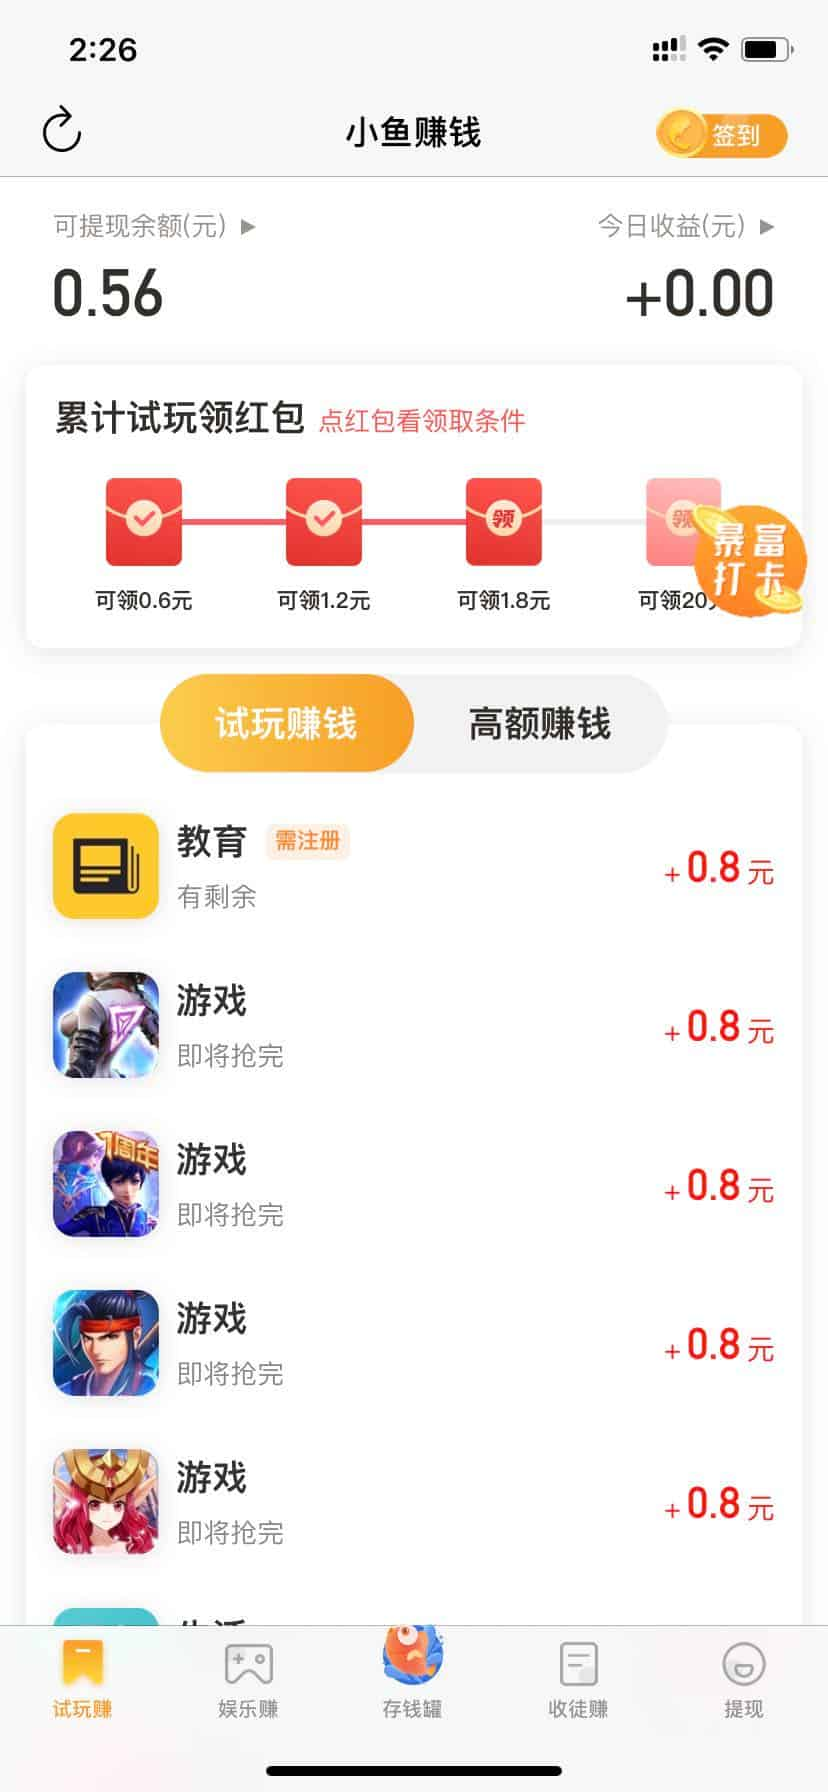 2:26
小鱼赚钱
签到
可提现余额(元) ▶
今日收益(元) ▶
0.56
+0.00
累计试玩领红包 点红包看领取条件
领
领
暴富
打卡
可领0.6元
可领1.2元
可领1.8元
可领20
试玩赚钱
高额赚钱
教育 需注册
有剩余
+0.8元
游戏
即将抢完
+0.8元
1周年
游戏
即将抢完
+0.8元
游戏
即将抢完
+0.8元
游戏
即将抢完
+0.8元
试玩赚
娱乐赚
存钱罐
收徒赚
提现